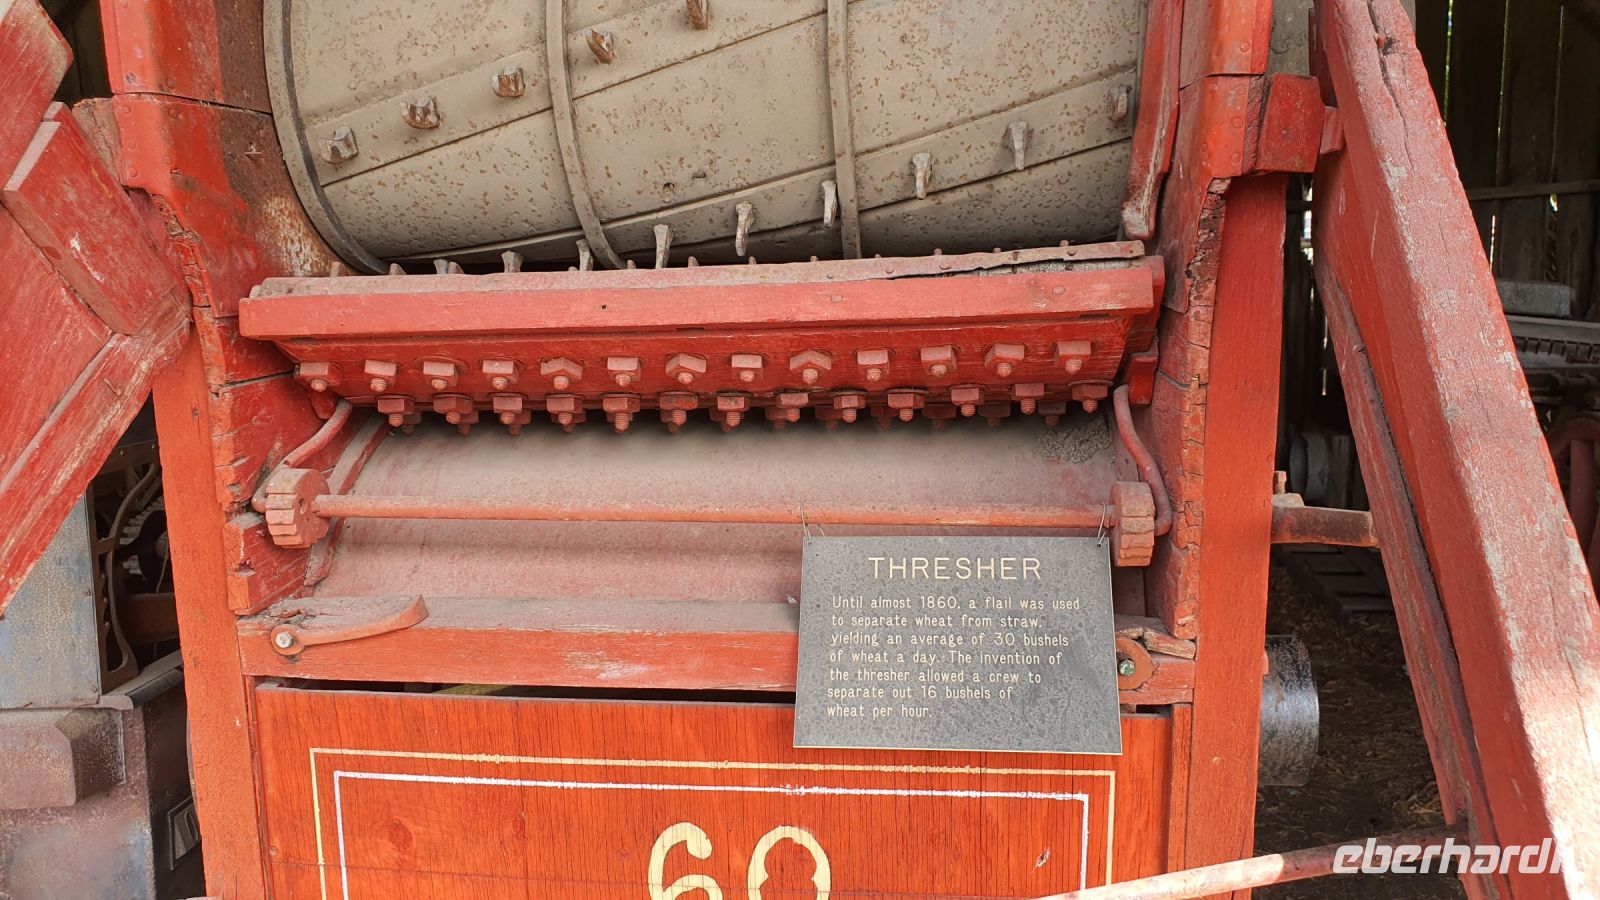 THRESHER
Until almost 1860, a flail was used
to separate wheat from straw,
yielding an average of 30 bushels
of wheat a day. The invention of
the thresher allowed a crew to
separate out 16 bushels of
wheat per hour.
60
eberhardt